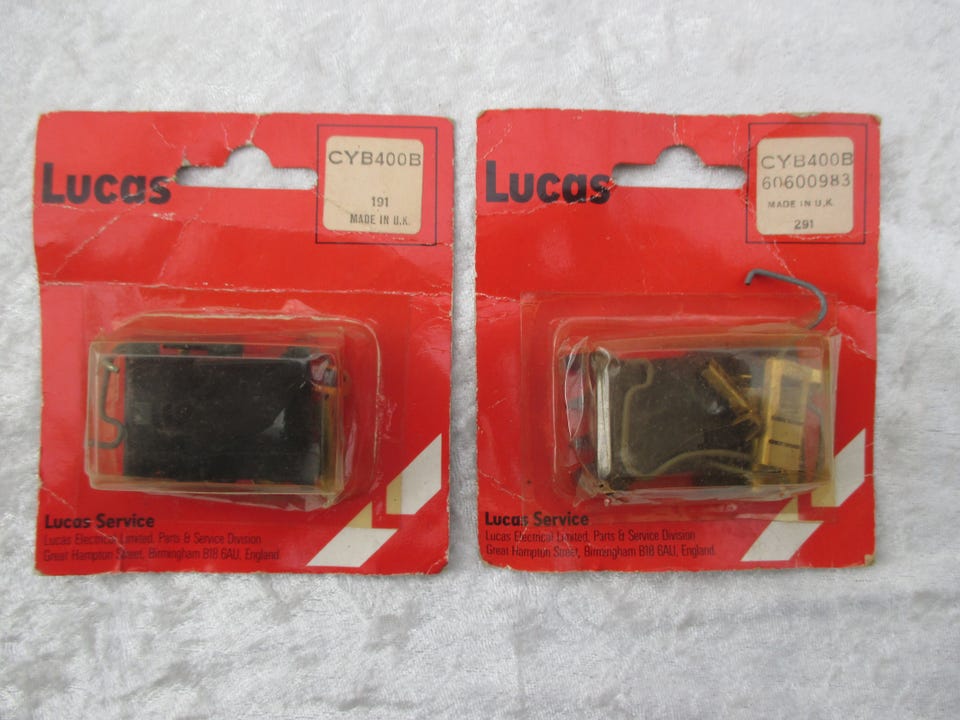 Lucas
CYB400B
191
MADE IN U.K.
Lucas Service
Lucas Electrical Limited, Parts & Service Division
Great Hampton Street, Birmingham B18 6AU, England
Lucas
CYB400B
60600983
MADE IN U.K.
291
Lucas Service
Lucas Electrical Limited, Parts & Service Division
Great Hampton Street, Birmingham B18 6AU, England.